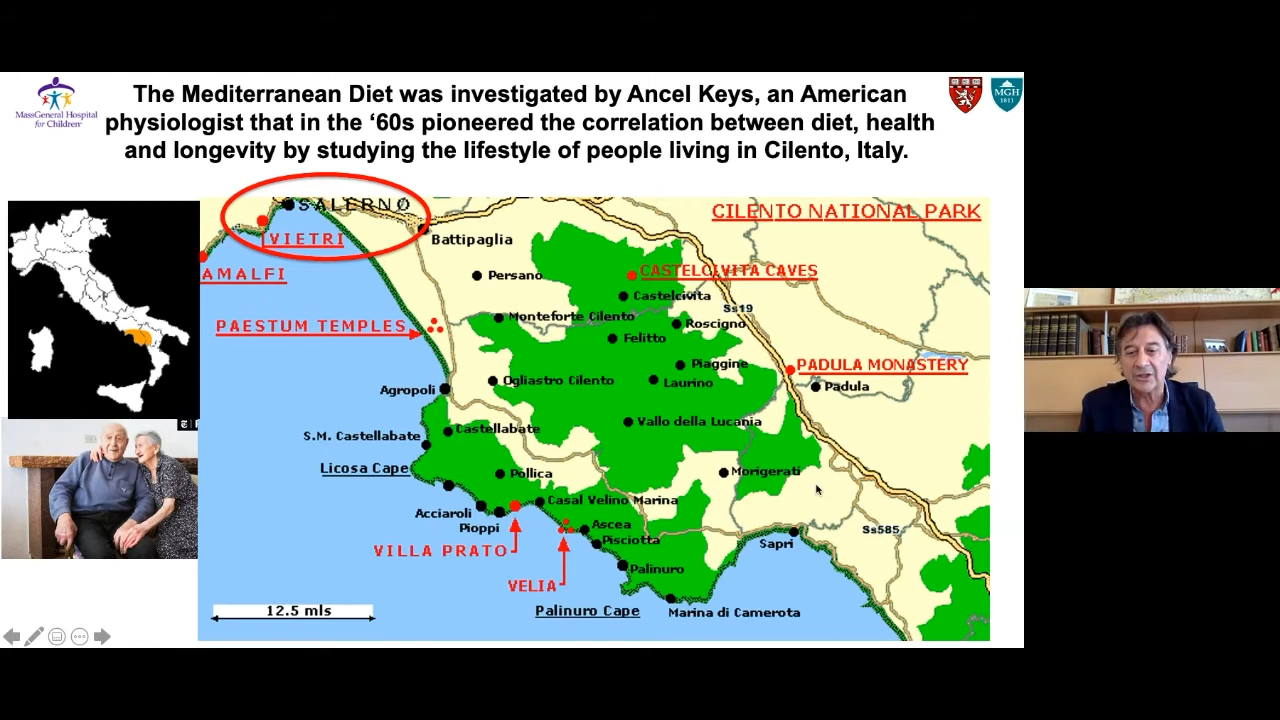 MassGeneral Hospital
for Children
The Mediterranean Diet was investigated by Ancel Keys, an American
physiologist that in the ‘60s pioneered the correlation between diet, health
and longevity by studying the lifestyle of people living in Cilento, Italy.
MGH
1811
SALERNO
VIETRI
AMALFI
CILENTO NATIONAL PARK
Battipaglia
Persano
CASTELCIVITA CAVES
Castelcivita
Ss19
PAESTUM TEMPLES
Monteforte Cilento
Roscigno
Felitto
Piaggine
PADULA MONASTERY
Agropoli
Ogliastro Cilento
Laurino
Padula
Vallo della Lucania
S.M. Castellabate
Castellabate
Licosa Cape
Pollica
Morigerati
Acciaroli
Casal Velino Marina
Pioppi
Ascea
Ss585
VILLA PRATO
Pisciotta
Sapri
VELIA
Palinuro
12.5 mls
Palinuro Cape
Marina di Camerota